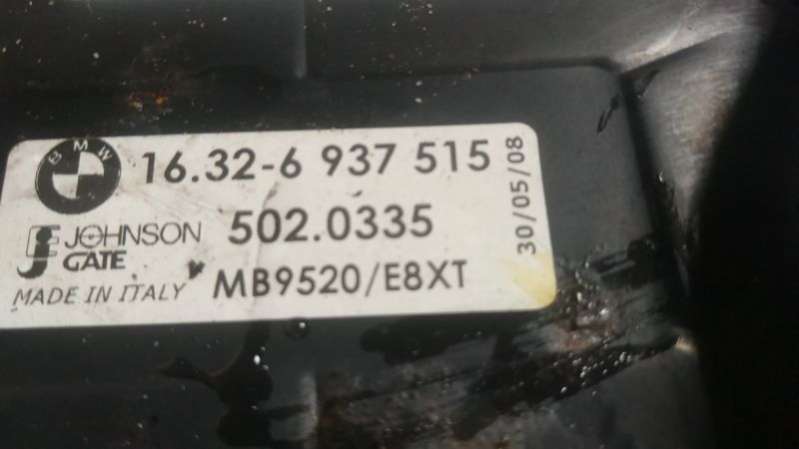 BMW 16.32-6 937 515
JOHNSON 502.0335
GATE
MADE IN ITALY MB9520/E8XT
30/05/08